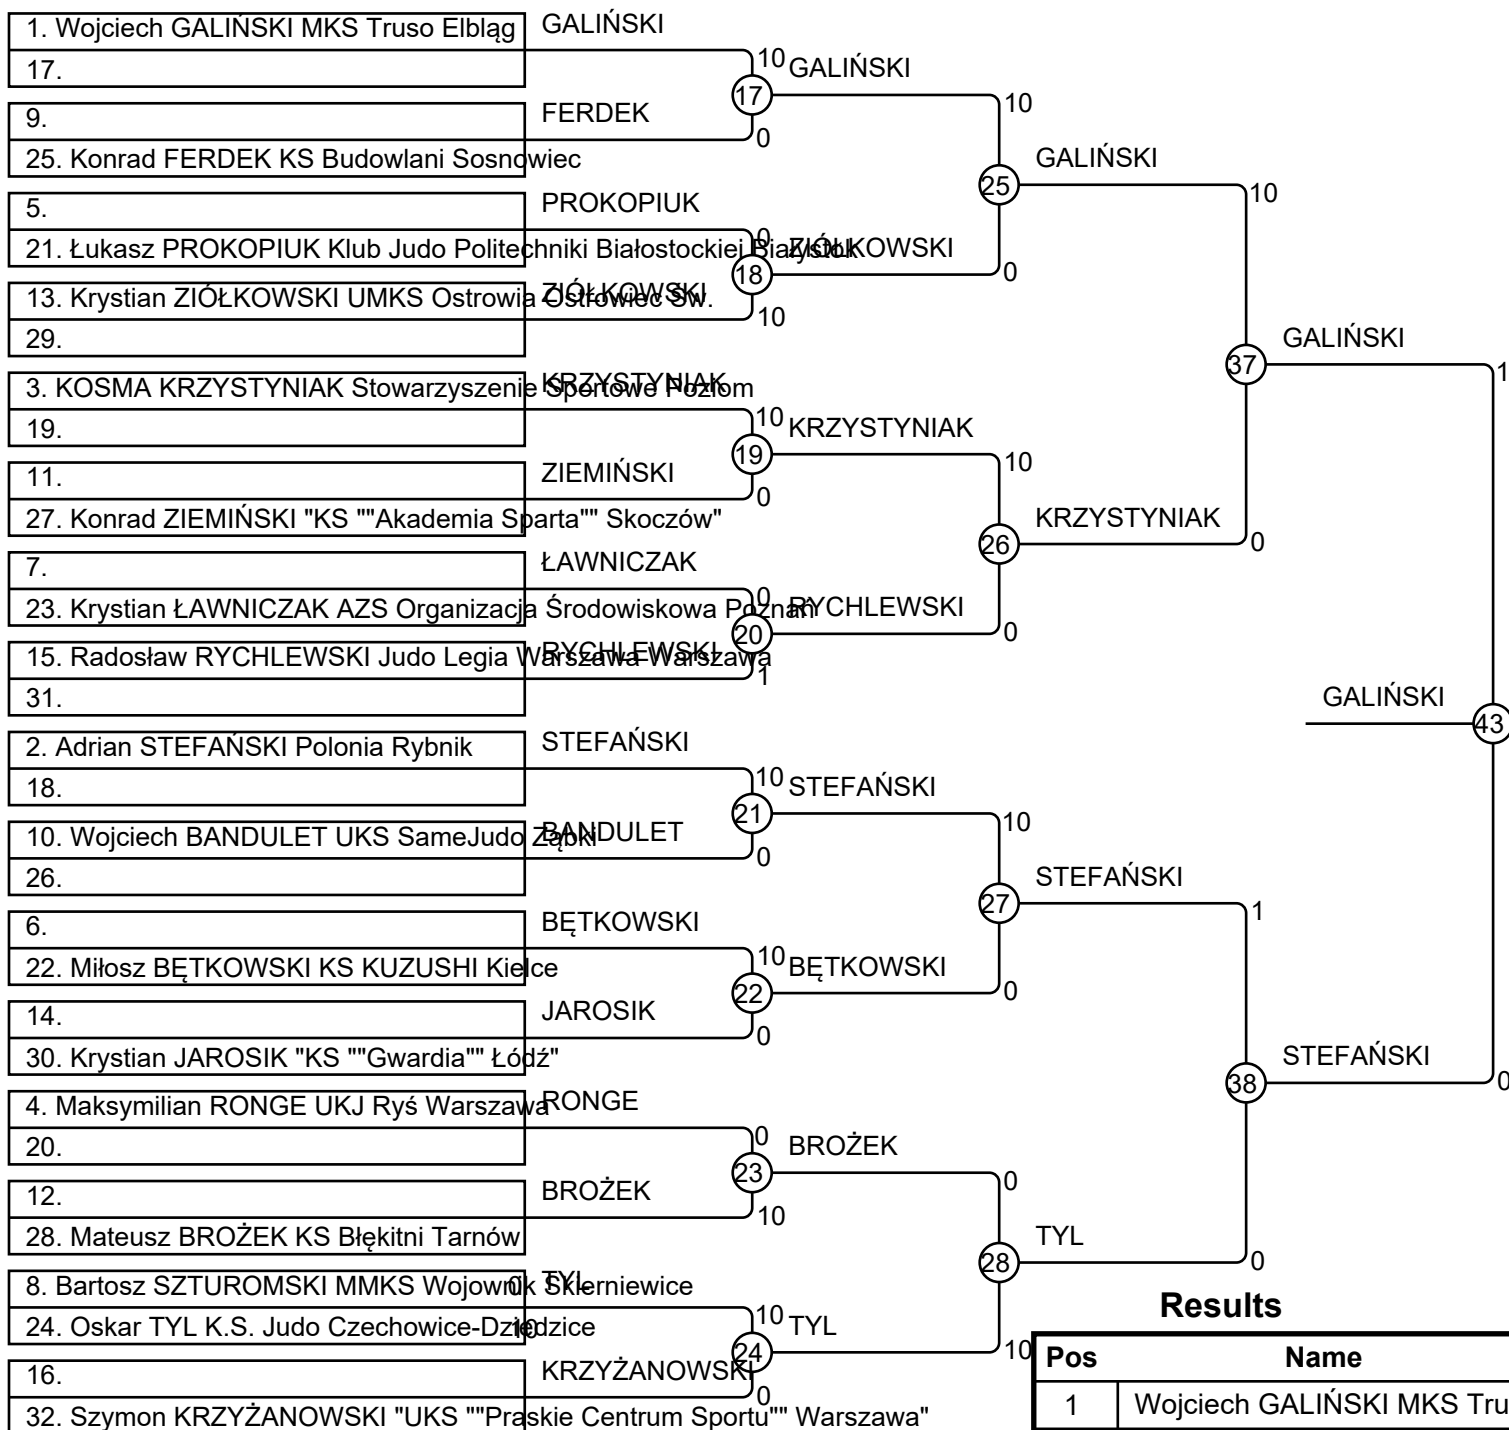 1. Wojciech GALIŃSKI MKS Truso Elbląg
17.
9.
25. Konrad FERDEK KS Budowlani Sosnowiec
5.
21. Łukasz PROKOPIUK Klub Judo Politechniki Białostockiej Białystok
13. Krystian ZIÓŁKOWSKI UMKS Ostrowia Ostrowiec Św.
29.
3. KOSMA KRZYSTYNIAK Stowarzyszenie Sportowe Poziom
19.
11.
27. Konrad ZIEMIŃSKI "KS ""Akademia Sparta"" Skoczów"
7.
23. Krystian ŁAWNICZAK AZS Organizacja Środowiskowa Poznań
15. Radosław RYCHLEWSKI Judo Legia Warszawa Warszawa
31.
2. Adrian STEFAŃSKI Polonia Rybnik
18.
10. Wojciech BANDULET UKS SameJudo Ząbki
26.
6.
22. Miłosz BĘTKOWSKI KS KUZUSHI Kielce
14.
30. Krystian JAROSIK "KS ""Gwardia"" Łódź"
4. Maksymilian RONGE UKJ Ryś Warszawa
20.
12.
28. Mateusz BROŻEK KS Błękitni Tarnów
8. Bartosz SZTUROMSKI MMKS Wojownik Skierniewice
0
24. Oskar TYL K.S. Judo Czechowice-Dziedzice
10
16.
32. Szymon KRZYŻANOWSKI "UKS ""Praskie Centrum Sportu"" Warszawa"
GALIŃSKI
10
17
FERDEK
0
PROKOPIUK
0
18
ZIÓŁKOWSKI
10
KRZYSTYNIAK
10
19
ZIEMIŃSKI
0
ŁAWNICZAK
0
20
RYCHLEWSKI
1
STEFAŃSKI
10
21
BANDULET
0
BĘTKOWSKI
10
22
JAROSIK
0
RONGE
0
23
BROŻEK
10
TYL
10
24
KRZYŻANOWSKI
0
GALIŃSKI
10
25
ZIÓŁKOWSKI
0
KRZYSTYNIAK
10
26
RYCHLEWSKI
0
STEFAŃSKI
10
27
BĘTKOWSKI
0
BROŻEK
0
28
TYL
10
GALIŃSKI
10
37
KRZYSTYNIAK
0
STEFAŃSKI
1
38
TYL
0
GALIŃSKI
1
GALIŃSKI
43
STEFAŃSKI
0
Results
Pos Name
1 Wojciech GALIŃSKI MKS Tru